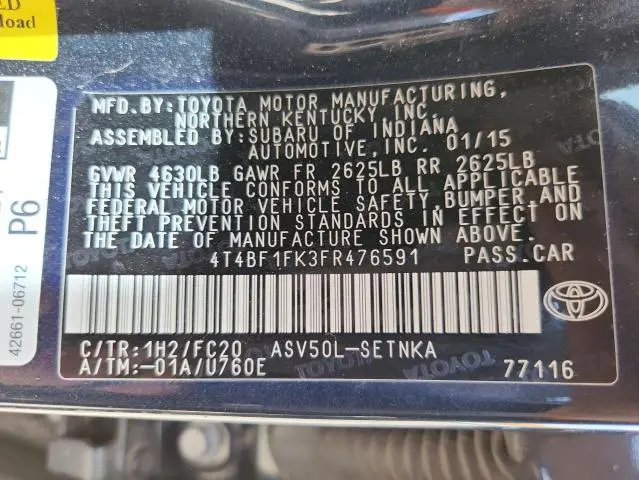 ED
load
MFD.BY:TOYOTA MOTOR MANUFACTURING,
NORTHERN KENTUCKY, INC.
ASSEMBLED BY:SUBARU OF INDIANA
AUTOMOTIVE,INC. 01/15
GVWR 4630LB GAWR FR 2625LB RR 2625LB
THIS VEHICLE CONFORMS TO ALL APPLICABLE
FEDERAL MOTOR VEHICLE SAFETY,BUMPER,AND
THEFT PREVENTION STANDARDS IN EFFECT ON
THE DATE OF MANUFACTURE SHOWN ABOVE.
4T4BF1FK3FR476591 PASS.CAR
C/TR:1H2/FC20 ASV50L-SETNKA
A/TM:-01A/U760E 77116
TOYOTA
P6
42661-06712